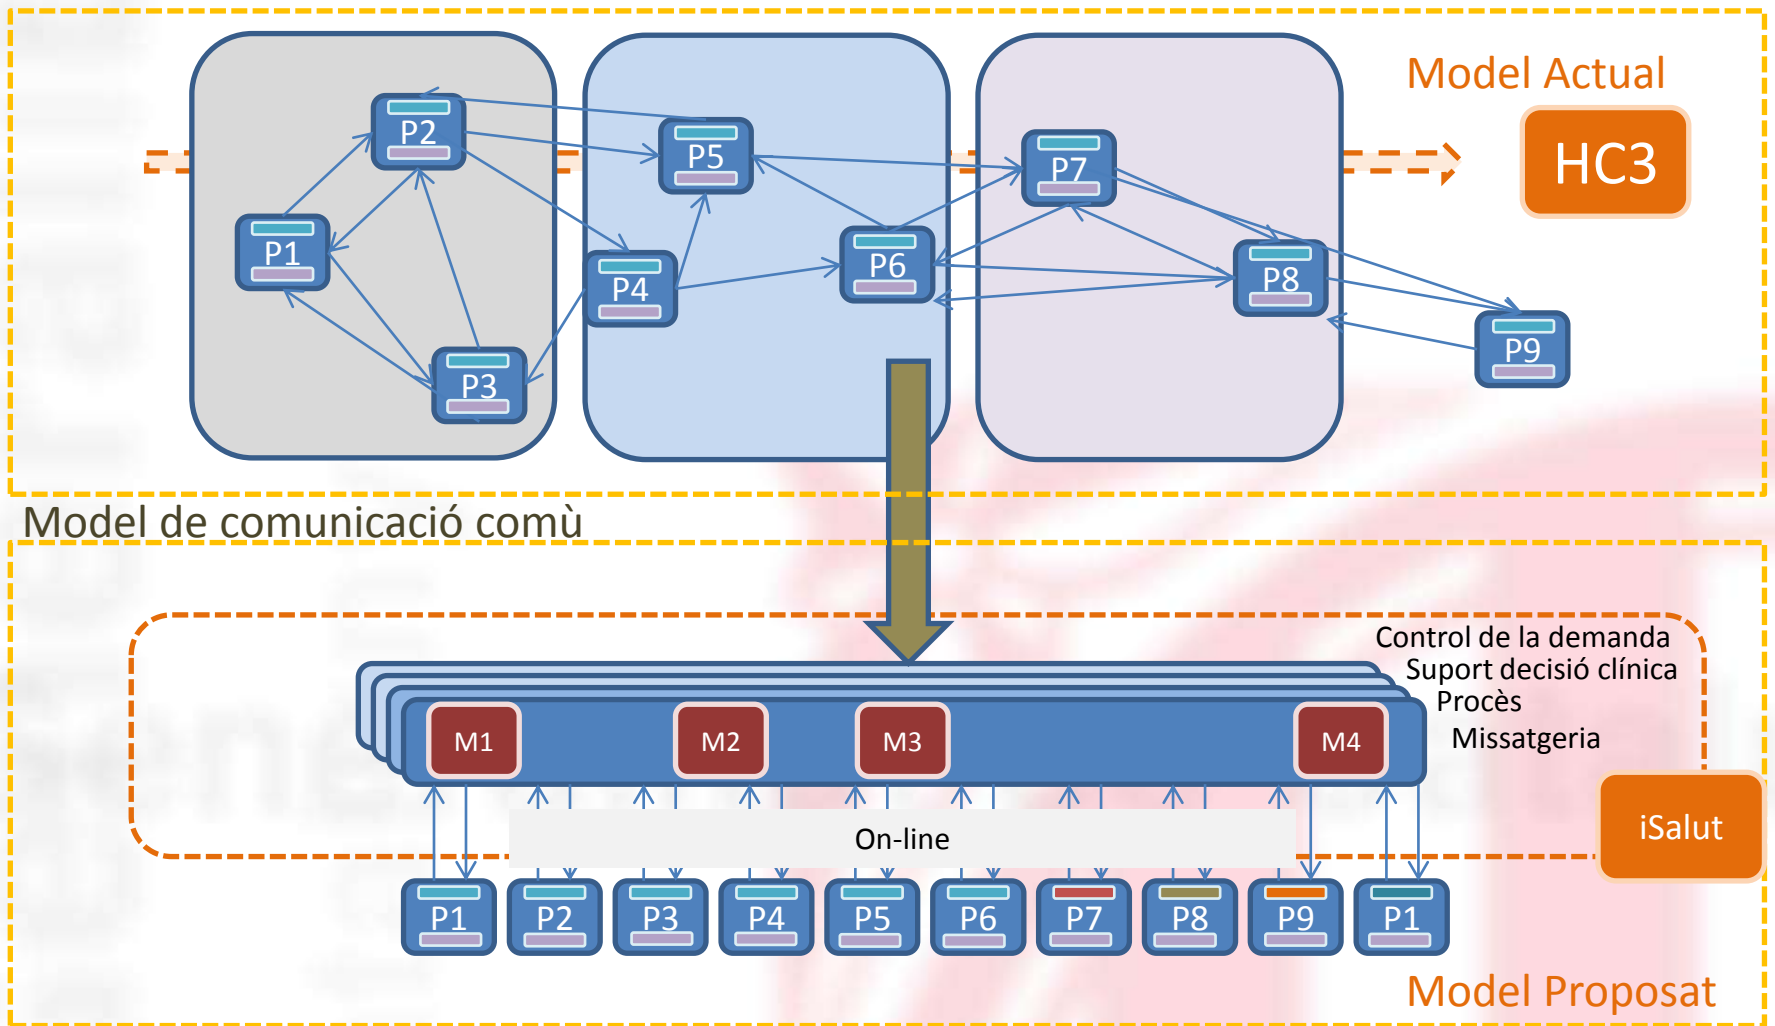 Model Actual
HC3
P2
P5
P7
P1
P4
P6
P8
P3
P9
Model de comunicació comù
Control de la demanda
Suport decisió clínica
Procès
Missatgeria
M1
M2
M3
M4
iSalut
On-line
P1
P2
P3
P4
P5
P6
P7
P8
P9
P1
Model Proposat